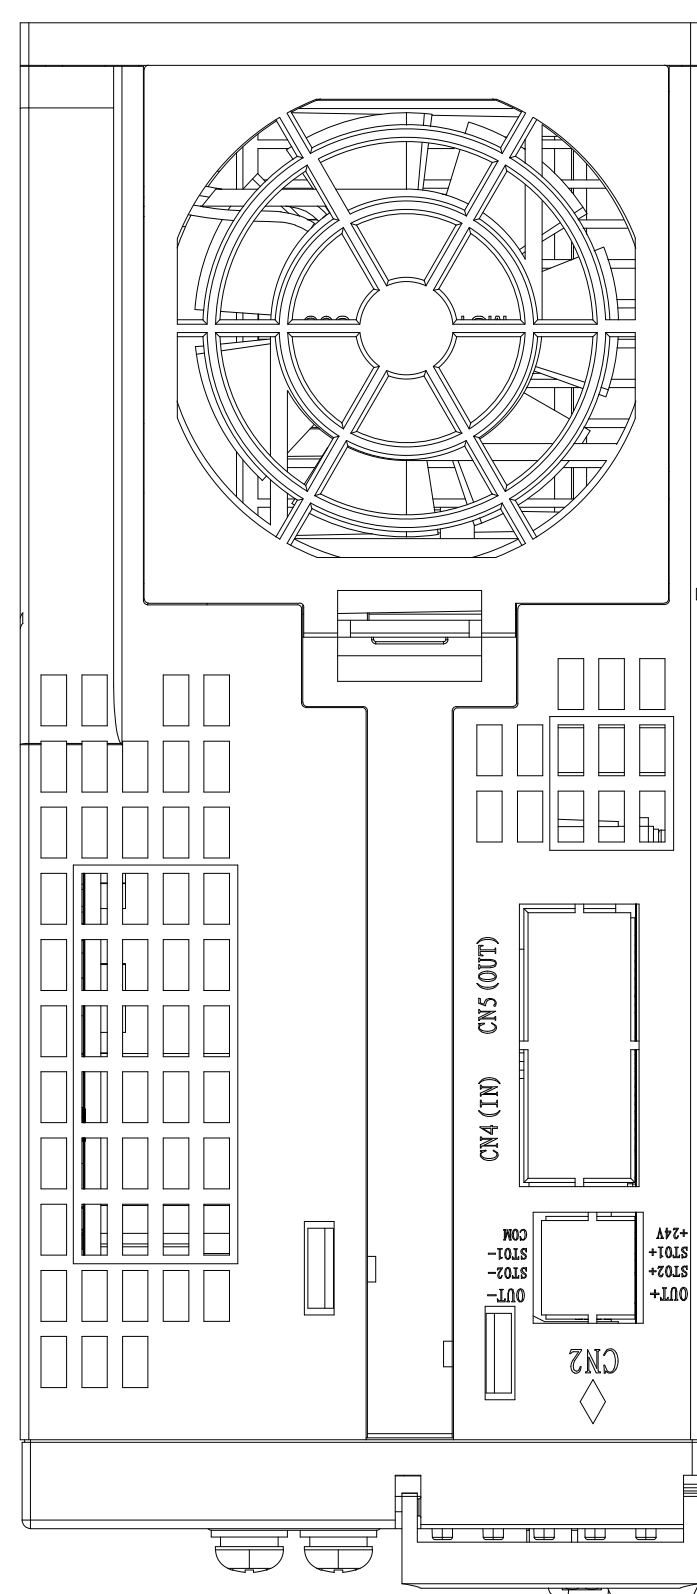 CN5 (OUT)
CN4 (IN)
COM +24V
STO1- STO1+
STO2- STO2+
OUT- OUT+
CN2